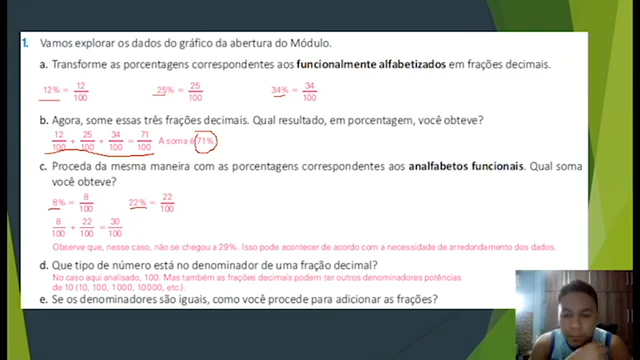 1. Vamos explorar os dados do gráfico da abertura do Módulo.
a. Transforme as porcentagens correspondentes aos funcionalmente alfabetizados em frações decimais.
12% = 12/100 25% = 25/100 34% = 34/100
b. Agora, some essas três frações decimais. Qual resultado, em porcentagem, você obteve?
12/100 + 25/100 + 34/100 = 71/100 A soma é 71%
c. Proceda da mesma maneira com as porcentagens correspondentes aos analfabetos funcionais. Qual soma
você obteve?
8% = 8/100 22% = 22/100
8/100 + 22/100 = 30/100
Observe que, nesse caso, não se chegou a 29%. Isso pode acontecer de acordo com a necessidade de arredondamento dos dados.
d. Que tipo de número está no denominador de uma fração decimal?
No caso aqui analisado, 100. Mas também as frações decimais podem ter outros denominadores potências
de 10 (10, 100, 1000, 10000, etc.).
e. Se os denominadores são iguais, como você procede para adicionar as frações?